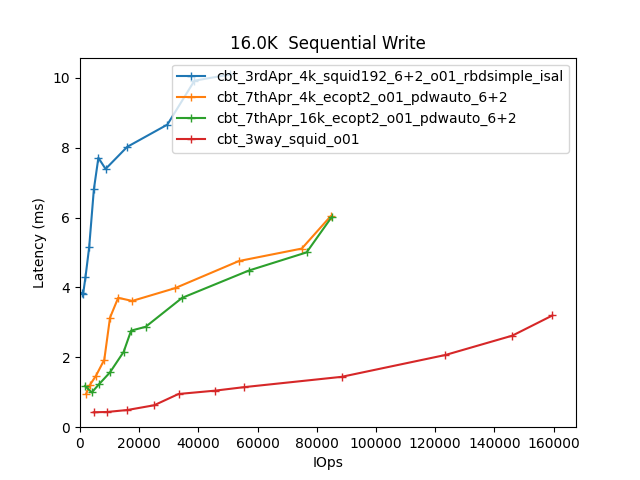 16.0K  Sequential Write
cbt_3rdApr_4k_squid192_6+2_o01_rbdsimple_isal
cbt_7thApr_4k_ecopt2_o01_pdwauto_6+2
cbt_7thApr_16k_ecopt2_o01_pdwauto_6+2
cbt_3way_squid_o01
Latency (ms)
10
8
6
4
2
0
0 20000 40000 60000 80000 100000 120000 140000 160000
IOps